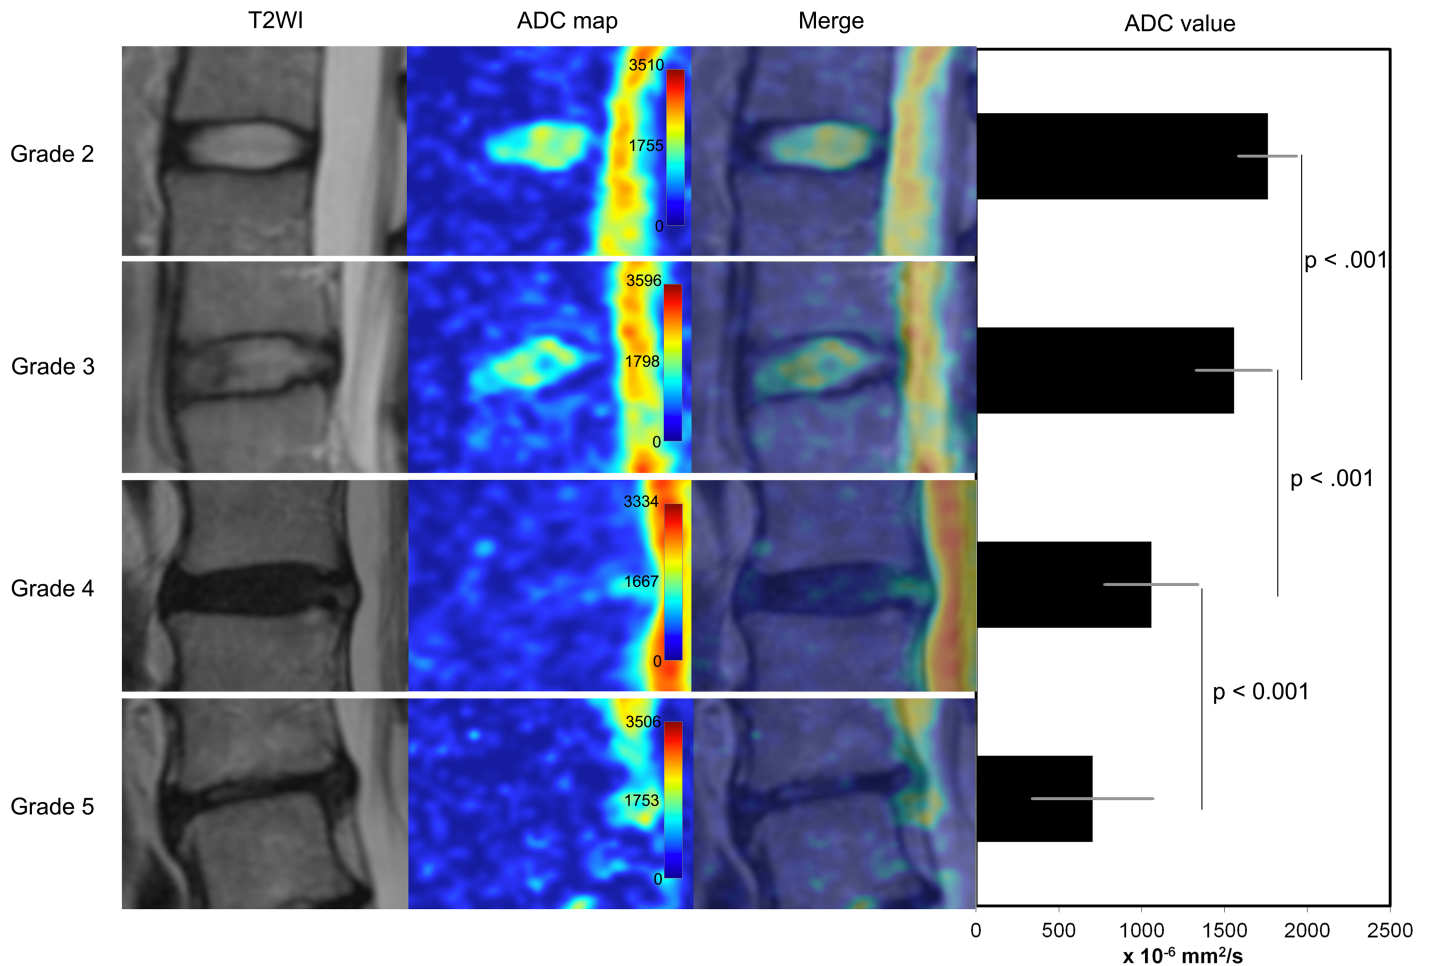 T2WI ADC map Merge ADC value
3510
Grade 2
1755
0
p < .001
3596
Grade 3
1798
0
p < .001
3334
Grade 4
1667
0
p < 0.001
3506
Grade 5
1753
0
0 500 1000 1500 2000 2500
x 10⁻⁶ mm²/s